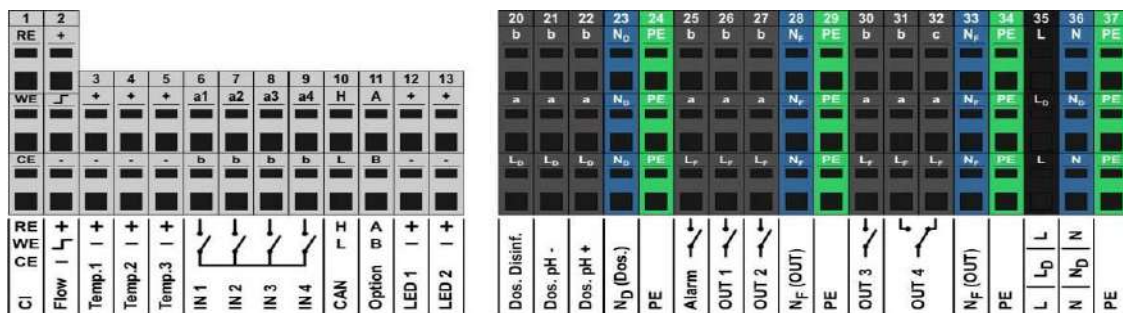 1 2
RE +
3 4 5 6 7 8 9 10 11 12 13
WE + + + a1 a2 a3 a4 H A + +
CE - - - - b b b b L B - -
RE + + + + H A + +
WE - - - L B - -
CE -
Cl Flow Temp.1 Temp.2 Temp.3 IN 1 IN 2 IN 3 IN 4 CAN Option LED 1 LED 2
20 21 22 23 24 25 26 27 28 29 30 31 32 33 34 35 36 37
b b b N_D PE b b b N_F PE b b c N_F PE L N PE
a a a N_D PE a a a N_F PE a a a N_F PE L_D N_D PE
L_D L_D L_D N_D PE L_F L_F L_F N_F PE L_F L_F L_F N_F PE L N PE
Dos. Disinf. Dos. pH - Dos. pH + N_D (Dos.) PE Alarm OUT 1 OUT 2 N_F (OUT) PE OUT 3 OUT 4 N_F (OUT) PE L | L_D | L N | N_D | N PE